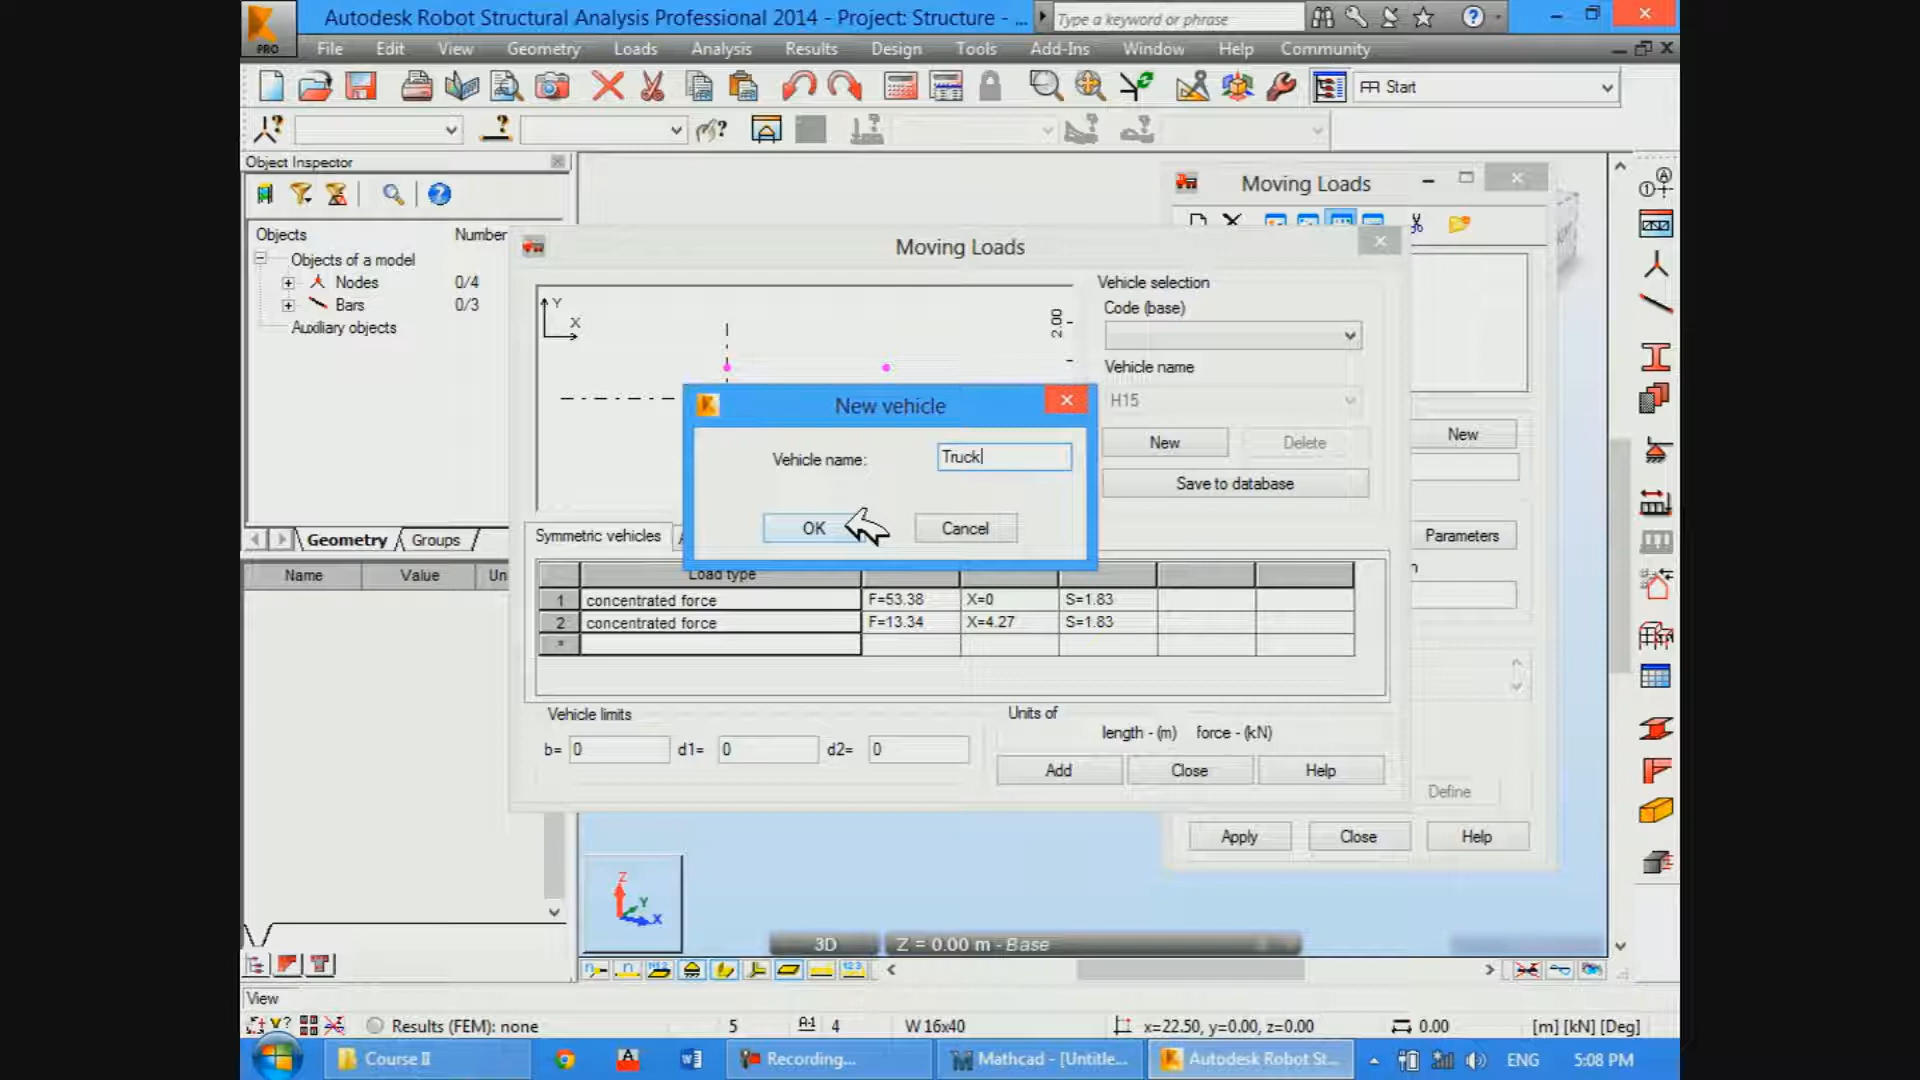 Autodesk Robot Structural Analysis Professional 2014 - Project: Structure - ...
Type a keyword or phrase
PRO
File Edit View Geometry Loads Analysis Results Design Tools Add-Ins Window Help Community
Start
Object Inspector
Objects Number
Objects of a model
Nodes 0/4
Bars 0/3
Auxiliary objects
Geometry Groups
Name Value Un
Moving Loads
New
Parameters
Define
Apply Close Help
Moving Loads
Y
X
2.00
Vehicle selection
Code (base)
Vehicle name
H15
New Delete
Save to database
New vehicle
Vehicle name: Truck
OK Cancel
Symmetric vehicles
Load type
1 concentrated force F=53.38 X=0 S=1.83
2 concentrated force F=13.34 X=4.27 S=1.83
*
Vehicle limits
b= 0 d1= 0 d2= 0
Units of
length - (m) force - (kN)
Add Close Help
Z
Y
X
3D Z = 0.00 m - Base
View
Results (FEM): none 5 4 W 16x40 x=22.50, y=0.00, z=0.00 0.00 [m] [kN] [Deg]
Course II Recording... Mathcad - [Untitle... Autodesk Robot St... ENG 5:08 PM